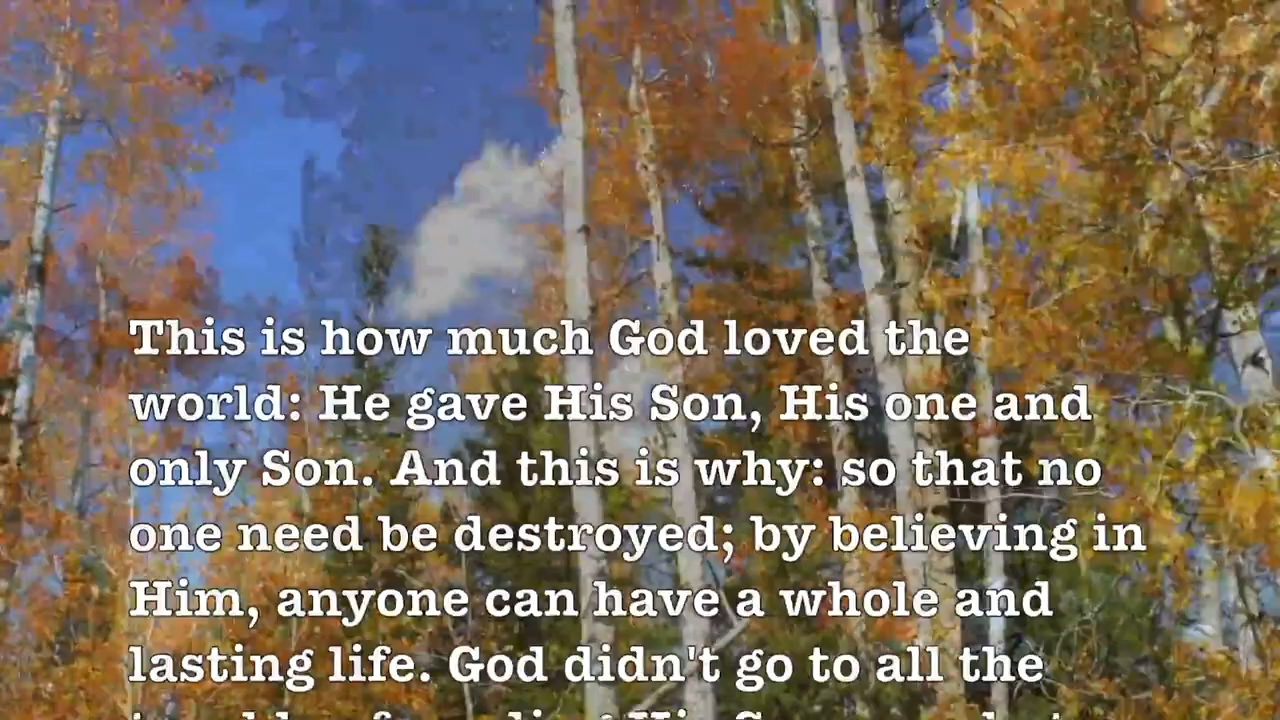 This is how much God loved the
world: He gave His Son, His one and
only Son. And this is why: so that no
one need be destroyed; by believing in
Him, anyone can have a whole and
lasting life. God didn't go to all the